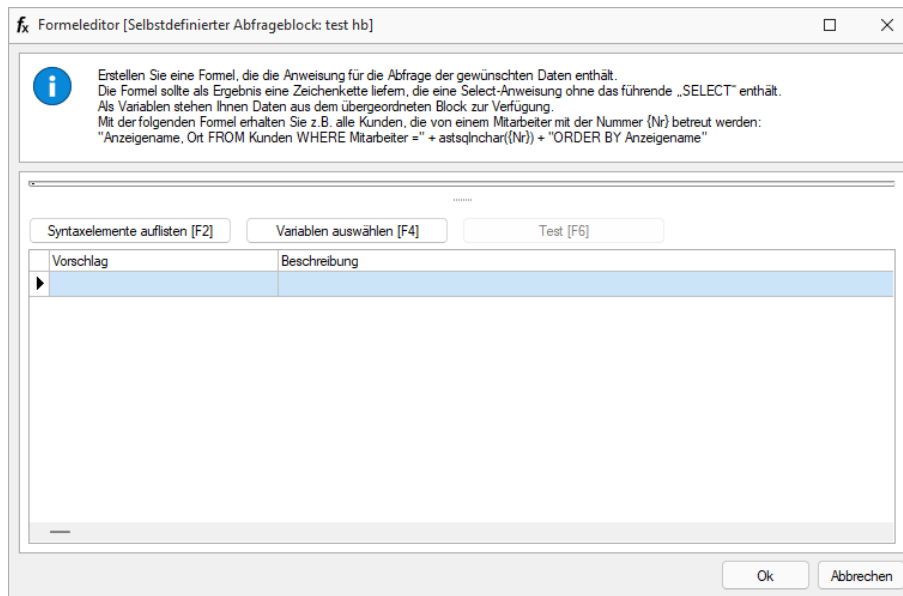 fx Formeleditor [Selbstdefinierter Abfrageblock: test hb]
Erstellen Sie eine Formel, die die Anweisung für die Abfrage der gewünschten Daten enthält.
Die Formel sollte als Ergebnis eine Zeichenkette liefern, die eine Select-Anweisung ohne das führende „SELECT" enthält.
Als Variablen stehen Ihnen Daten aus dem übergeordneten Block zur Verfügung.
Mit der folgenden Formel erhalten Sie z.B. alle Kunden, die von einem Mitarbeiter mit der Nummer {Nr} betreut werden:
"Anzeigename, Ort FROM Kunden WHERE Mitarbeiter =" + astsqlnchar({Nr}) + "ORDER BY Anzeigename"
Syntaxelemente auflisten [F2] Variablen auswählen [F4] Test [F6]
Vorschlag Beschreibung
Ok Abbrechen